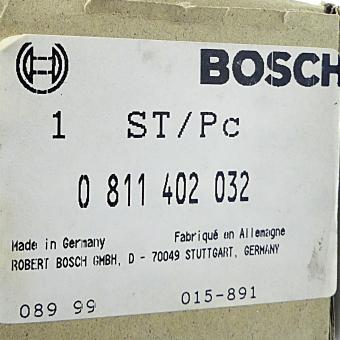 BOSCH
1 ST/Pc
0 811 402 032
Made in Germany Fabriqué en Allemagne
ROBERT BOSCH GMBH, D - 70049 STUTTGART, GERMANY
089 99 015-891